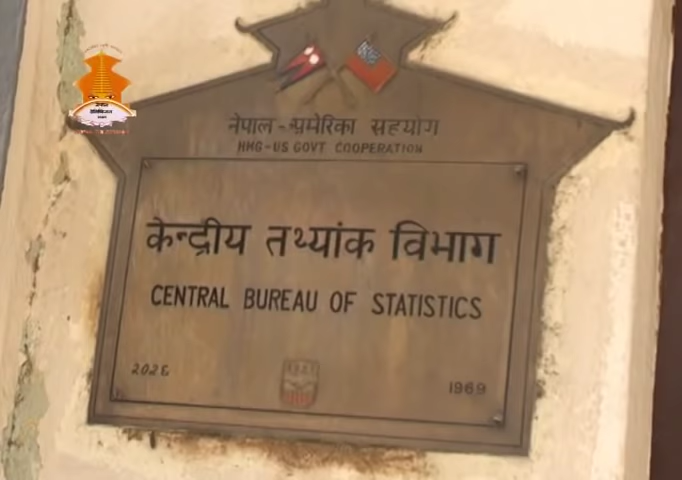 नेपाल-अमेरिका सहयोग
HMG-US GOVT COOPERATION
केन्द्रीय तथ्यांक विभाग
CENTRAL BUREAU OF STATISTICS
2026
1969